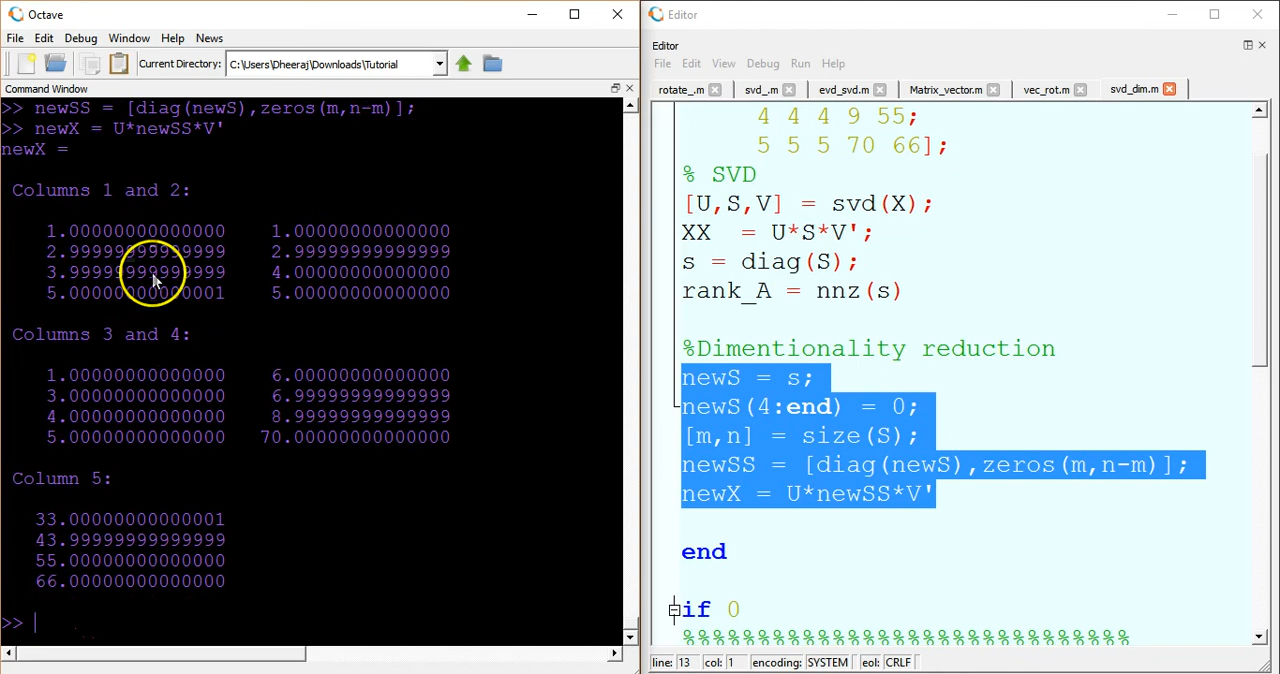 Octave
File Edit Debug Window Help News
Current Directory: C:\Users\Dheeraj\Downloads\Tutorial
Command Window
>> newSS = [diag(newS),zeros(m,n-m)];
>> newX = U*newSS*V'
newX =
Columns 1 and 2:
1.00000000000000 1.00000000000000
2.99999999999999 2.99999999999999
3.99999999999999 4.00000000000000
5.00000000000001 5.00000000000000
Columns 3 and 4:
1.00000000000000 6.00000000000000
3.00000000000000 6.99999999999999
4.00000000000000 8.99999999999999
5.00000000000000 70.00000000000000
Column 5:
33.00000000000001
43.99999999999999
55.00000000000000
66.00000000000000
>>
Editor
Editor
File Edit View Debug Run Help
rotate_.m svd_.m evd_svd.m Matrix_vector.m vec_rot.m svd_dim.m
4 4 4 9 55;
5 5 5 70 66];
% SVD
[U,S,V] = svd(X);
XX = U*S*V';
s = diag(S);
rank_A = nnz(s)
%Dimentionality reduction
newS = s;
newS(4:end) = 0;
[m,n] = size(S);
newSS = [diag(newS),zeros(m,n-m)];
newX = U*newSS*V'
end
if 0
%%%%%%%%%%%%%%%%%%%%%%%%%%%%%%
line: 13 col: 1 encoding: SYSTEM eol: CRLF